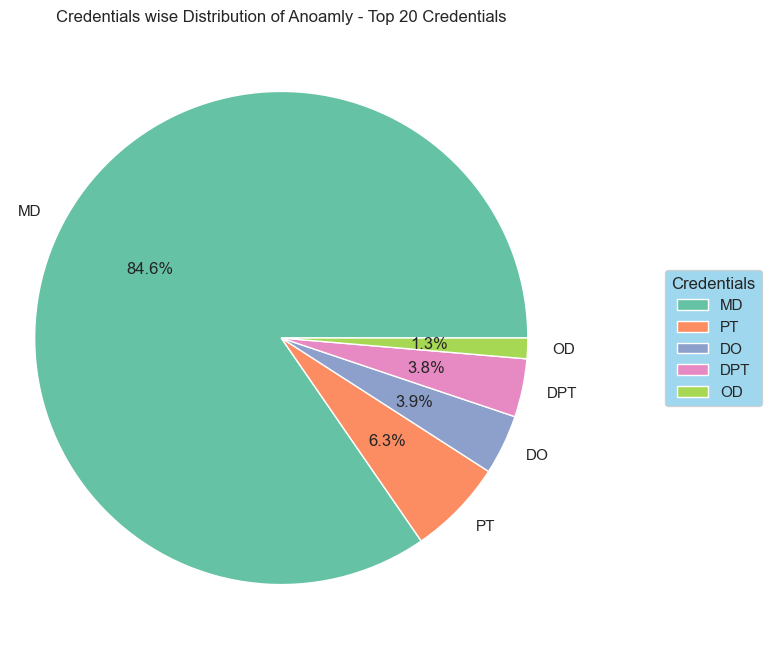 Credentials wise Distribution of Anoamly - Top 20 Credentials
MD
84.6%
1.3%
OD
3.8%
DPT
3.9%
DO
6.3%
PT
Credentials
MD
PT
DO
DPT
OD